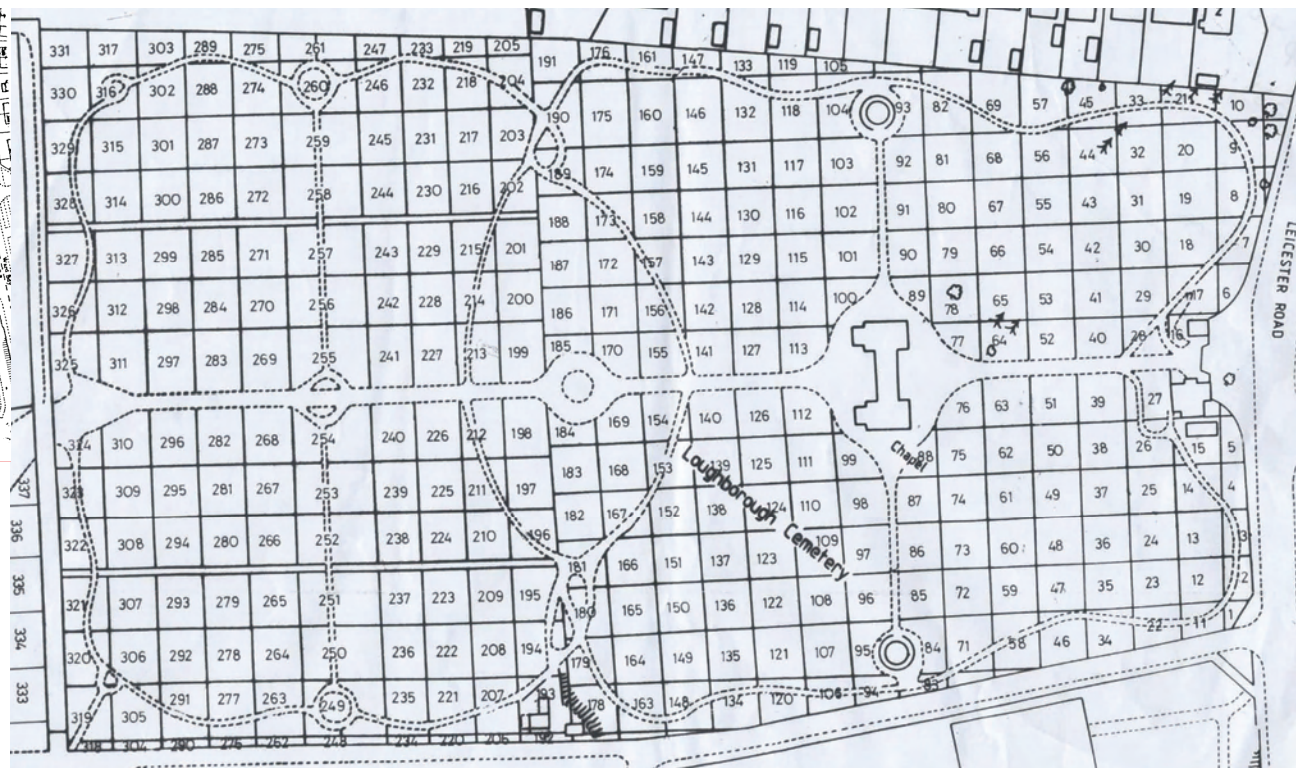 331 317 303 289 275 261 247 233 219 205
191 176 161 147 133 119 105
2
330 316 302 288 274 260 246 232 218 204
190 175 160 146 132 118 104 93 82 69 57 45 33 21 10
329 315 301 287 273 259 245 231 217 203
189 174 159 145 131 117 103 92 81 68 56 44 32 20 9
328 314 300 286 272 258 244 230 216 202
188 173 158 144 130 116 102 91 80 67 55 43 31 19 8
327 313 299 285 271 257 243 229 215 201
187 172 157 143 129 115 101 90 79 66 54 42 30 18 7
326 312 298 284 270 256 242 228 214 200
186 171 156 142 128 114 100 89 78 65 53 41 29 17 6
325 311 297 283 269 255 241 227 213 199
185 170 155 141 127 113 77 64 52 40 28 16
LEICESTER ROAD
324 310 296 282 268 254 240 226 212 198
184 169 154 140 126 112 76 63 51 39 27
323 309 295 281 267 253 239 225 211 197
183 168 153 139 125 111 99 88 75 62 50 38 26 15 5
Chapel
Loughborough Cemetery
322 308 294 280 266 252 238 224 210 196
182 167 152 138 124 110 98 87 74 61 49 37 25 14 4
181 166 151 137 123 109 97 86 73 60 48 36 24 13 3
321 307 293 279 265 251 237 223 209 195
180 165 150 136 122 108 96 85 72 59 47 35 23 12 2
320 306 292 278 264 250 236 222 208 194
179 164 149 135 121 107 95 84 71 58 46 34 22 11 1
319 305 291 277 263 249 235 221 207 193
178 163 148 134 120 106 94 83
318 304 290 276 262 248 234 220 206 192
337
336
335
334
333